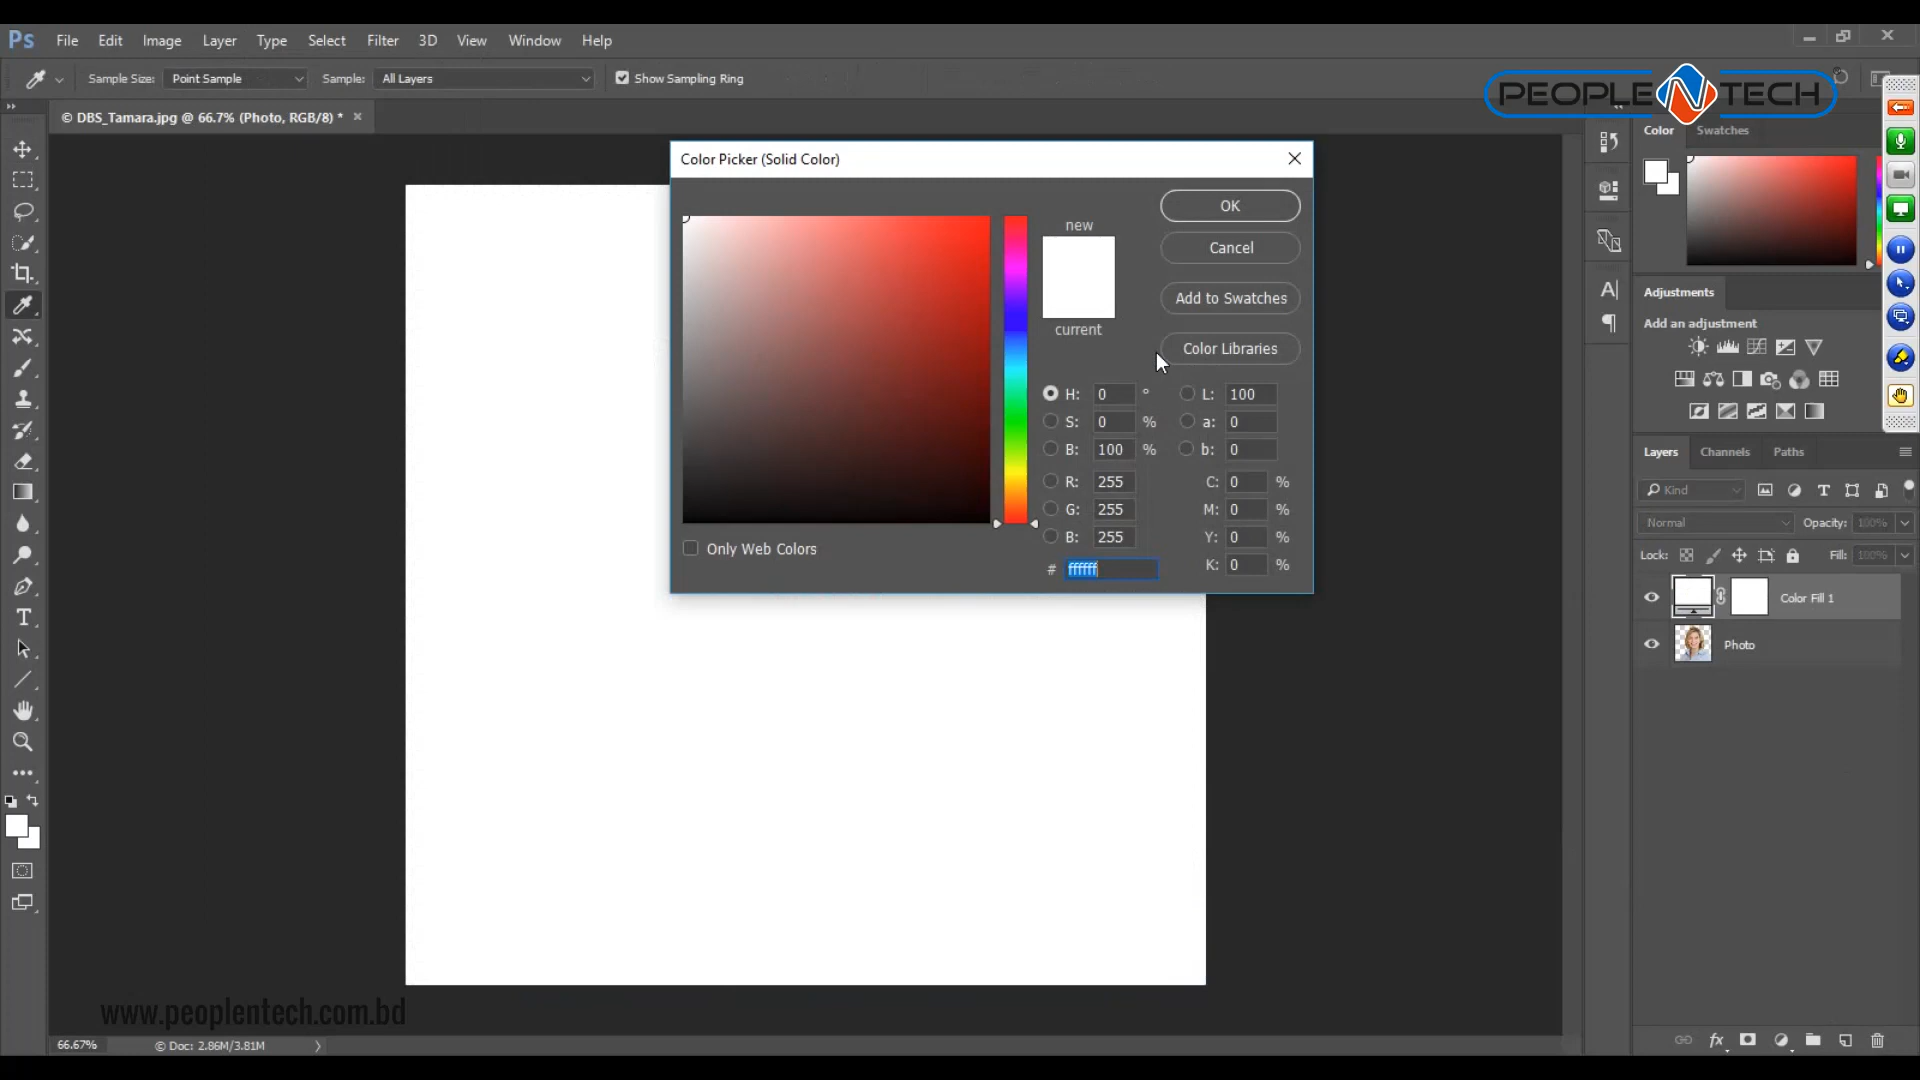 Ps File Edit Image Layer Type Select Filter 3D View Window Help
Sample Size: Point Sample Sample: All Layers Show Sampling Ring
PEOPLE N TECH
© DBS_Tamara.jpg @ 66.7% (Photo, RGB/8) * ×
Color Swatches
Color Picker (Solid Color)
OK
new
Cancel
Add to Swatches
current
Color Libraries
H: 0 ° L: 100
S: 0 % a: 0
B: 100 % b: 0
R: 255 C: 0 %
G: 255 M: 0 %
B: 255 Y: 0 %
Only Web Colors
# ffffff K: 0 %
Adjustments
Add an adjustment
Layers Channels Paths
Kind
Normal Opacity: 100%
Lock: Fill: 100%
Color Fill 1
Photo
www.peoplentech.com.bd
66.67% © Doc: 2.86M/3.81M
fx